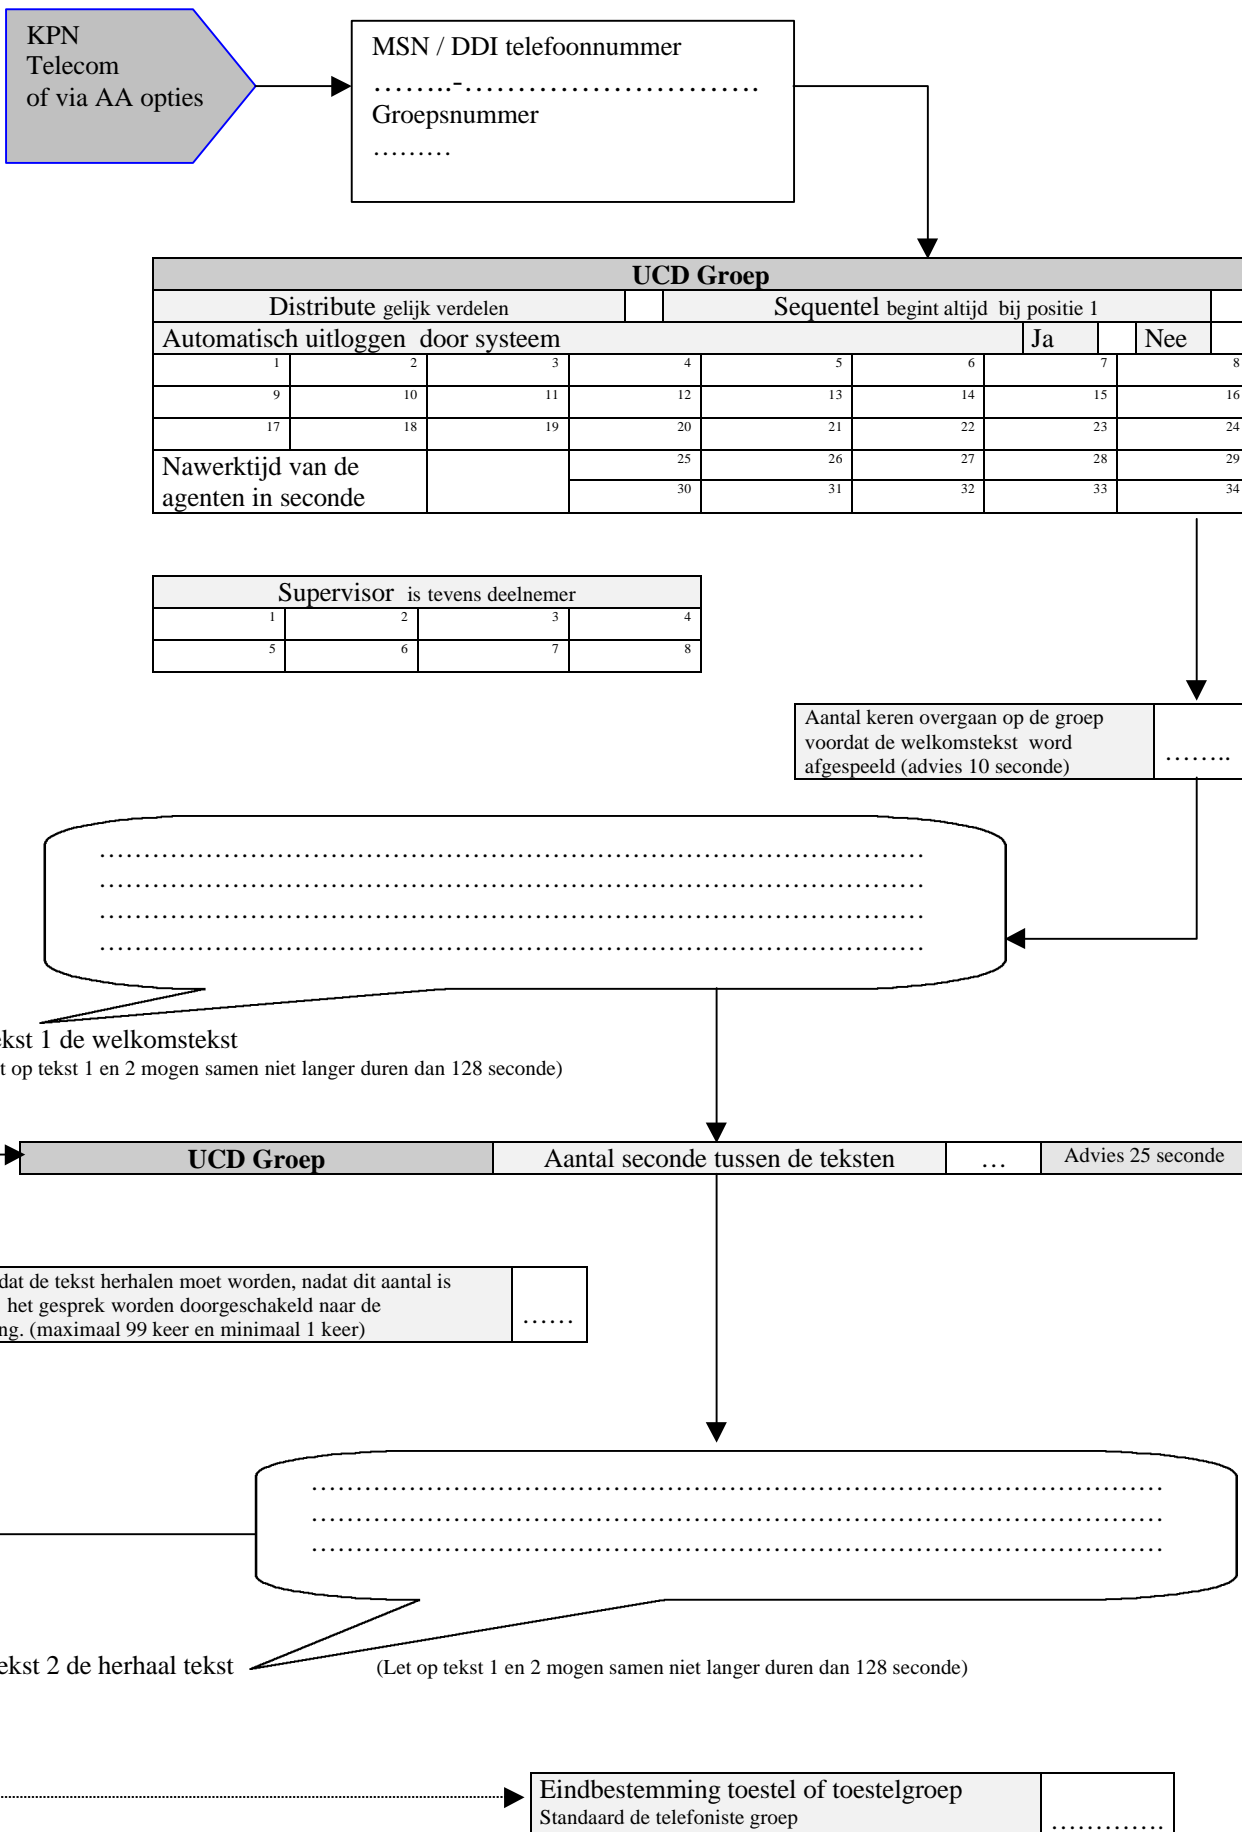 KPN
Telecom
of via AA opties
MSN / DDI telefoonnummer
……..-……………………………
Groepsnummer
………
UCD Groep
Distribute gelijk verdelen
Sequentel begint altijd bij positie 1
Automatisch uitloggen door systeem
Ja
Nee
1 2 3 4 5 6 7 8
9 10 11 12 13 14 15 16
17 18 19 20 21 22 23 24
Nawerktijd van de
agenten in seconde
25 26 27 28 29
30 31 32 33 34
Supervisor is tevens deelnemer
1 2 3 4
5 6 7 8
Aantal keren overgaan op de groep
voordat de welkomstekst word
afgespeeld (advies 10 seconde)
……..
…………………………………………………………………………………
…………………………………………………………………………………
…………………………………………………………………………………
…………………………………………………………………………………
ekst 1 de welkomstekst
t op tekst 1 en 2 mogen samen niet langer duren dan 128 seconde)
UCD Groep
Aantal seconde tussen de teksten
…
Advies 25 seconde
dat de tekst herhalen moet worden, nadat dit aantal is
het gesprek worden doorgeschakeld naar de
ng. (maximaal 99 keer en minimaal 1 keer)
……
……………………………………………………………………………………
……………………………………………………………………………………
……………………………………………………………………………………
ekst 2 de herhaal tekst
(Let op tekst 1 en 2 mogen samen niet langer duren dan 128 seconde)
Eindbestemming toestel of toestelgroep
Standaard de telefoniste groep
………….